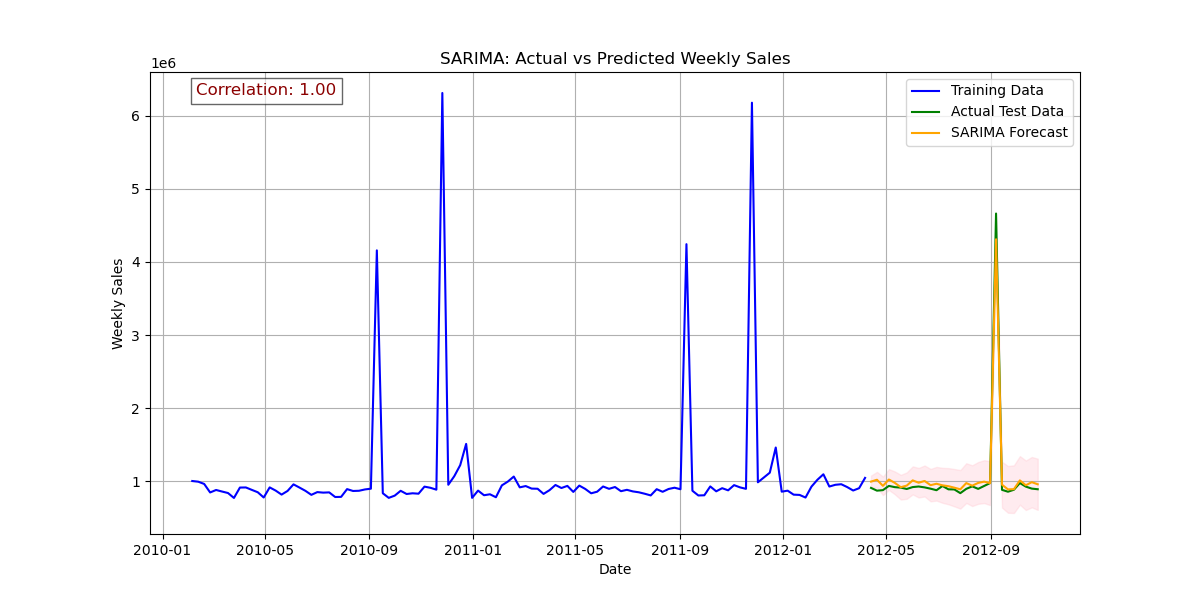 SARIMA: Actual vs Predicted Weekly Sales
1e6
Correlation: 1.00
Training Data
Actual Test Data
SARIMA Forecast
6
5
4
3
2
1
Weekly Sales
2010-01 2010-05 2010-09 2011-01 2011-05 2011-09 2012-01 2012-05 2012-09
Date